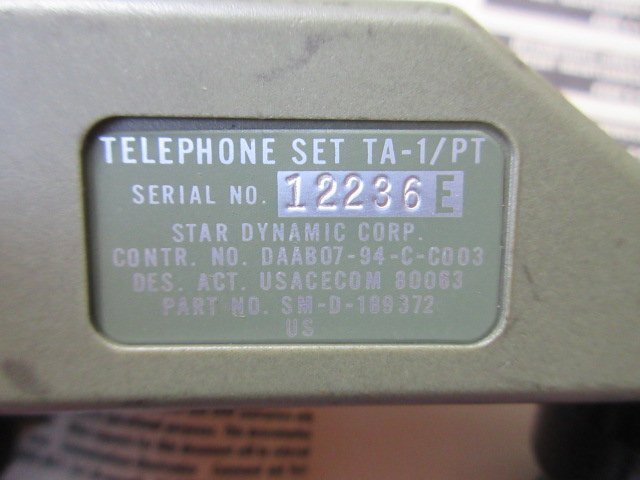 TELEPHONE SET TA-1/PT
SERIAL NO. 12236E
STAR DYNAMIC CORP.
CONTR. NO. DAAB07-94-C-C003
DES. ACT. USACECOM 80063
PART NO. SM-D-189372
US